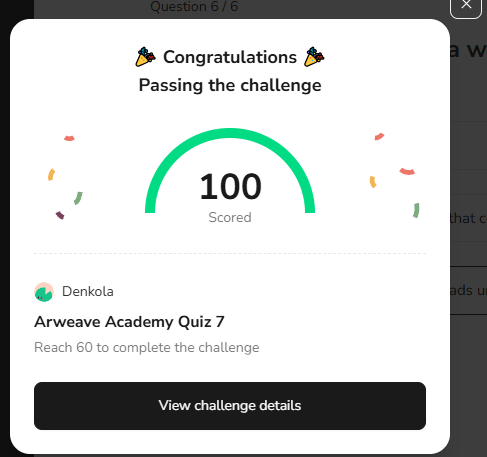 Question 6 / 6
🎉 Congratulations 🎉
Passing the challenge
a w
100
Scored
that c
Denkola
ads u
Arweave Academy Quiz 7
Reach 60 to complete the challenge
View challenge details